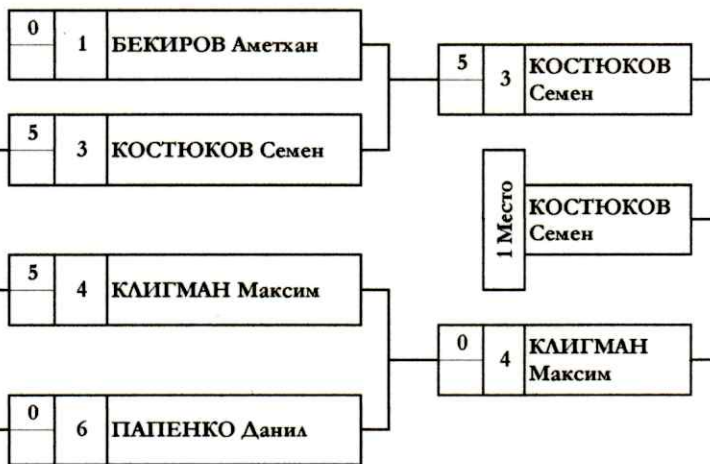 0
1 БЕКИРОВ Аметхан
5
3 КОСТЮКОВ Семен
5
4 КЛИГМАН Максим
0
6 ПАПЕНКО Данил
5
3 КОСТЮКОВ
Семен
1 Место
КОСТЮКОВ
Семен
0
4 КЛИГМАН
Максим